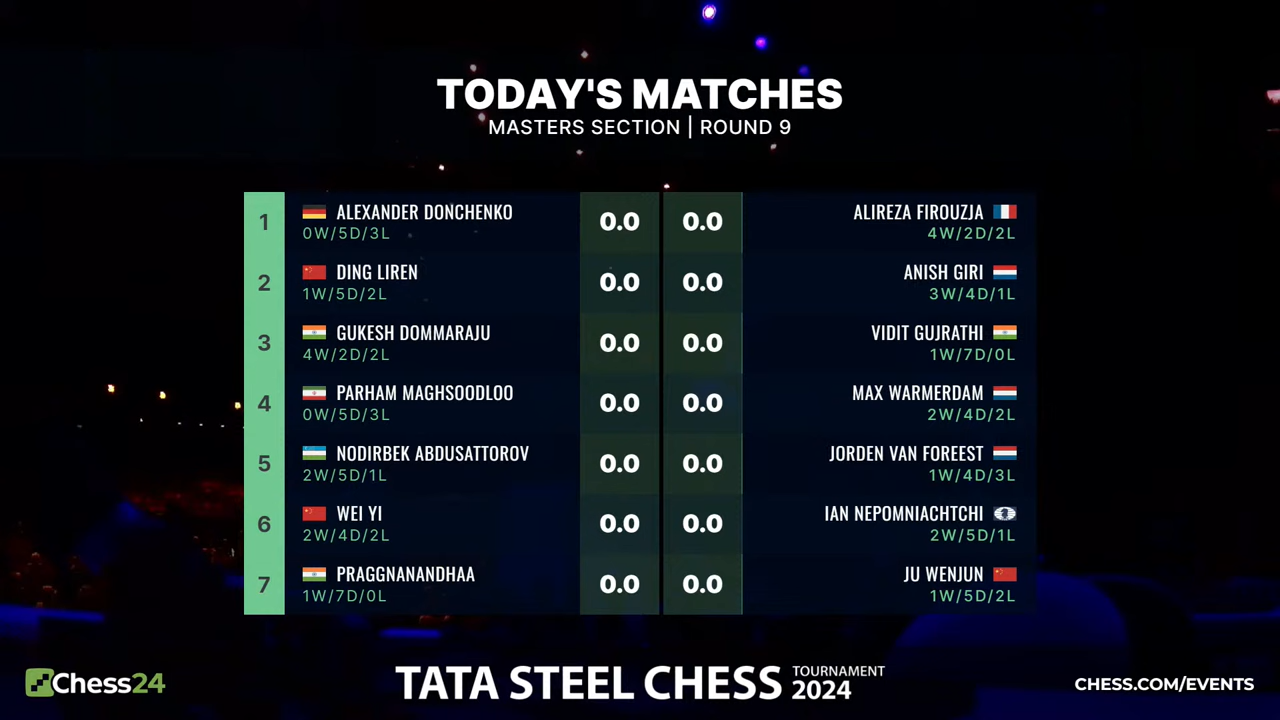 TODAY'S MATCHES
MASTERS SECTION | ROUND 9
1 ALEXANDER DONCHENKO 0.0 0.0 ALIREZA FIROUZJA
0W/5D/3L 4W/2D/2L
2 DING LIREN 0.0 0.0 ANISH GIRI
1W/5D/2L 3W/4D/1L
3 GUKESH DOMMARAJU 0.0 0.0 VIDIT GUJRATHI
4W/2D/2L 1W/7D/0L
4 PARHAM MAGHSOODLOO 0.0 0.0 MAX WARMERDAM
0W/5D/3L 2W/4D/2L
5 NODIRBEK ABDUSATTOROV 0.0 0.0 JORDEN VAN FOREEST
2W/5D/1L 1W/4D/3L
6 WEI YI 0.0 0.0 IAN NEPOMNIACHTCHI
2W/4D/2L 2W/5D/1L
7 PRAGGNANANDHAA 0.0 0.0 JU WENJUN
1W/7D/0L 1W/5D/2L
Chess24
TATA STEEL CHESS TOURNAMENT 2024
CHESS.COM/EVENTS